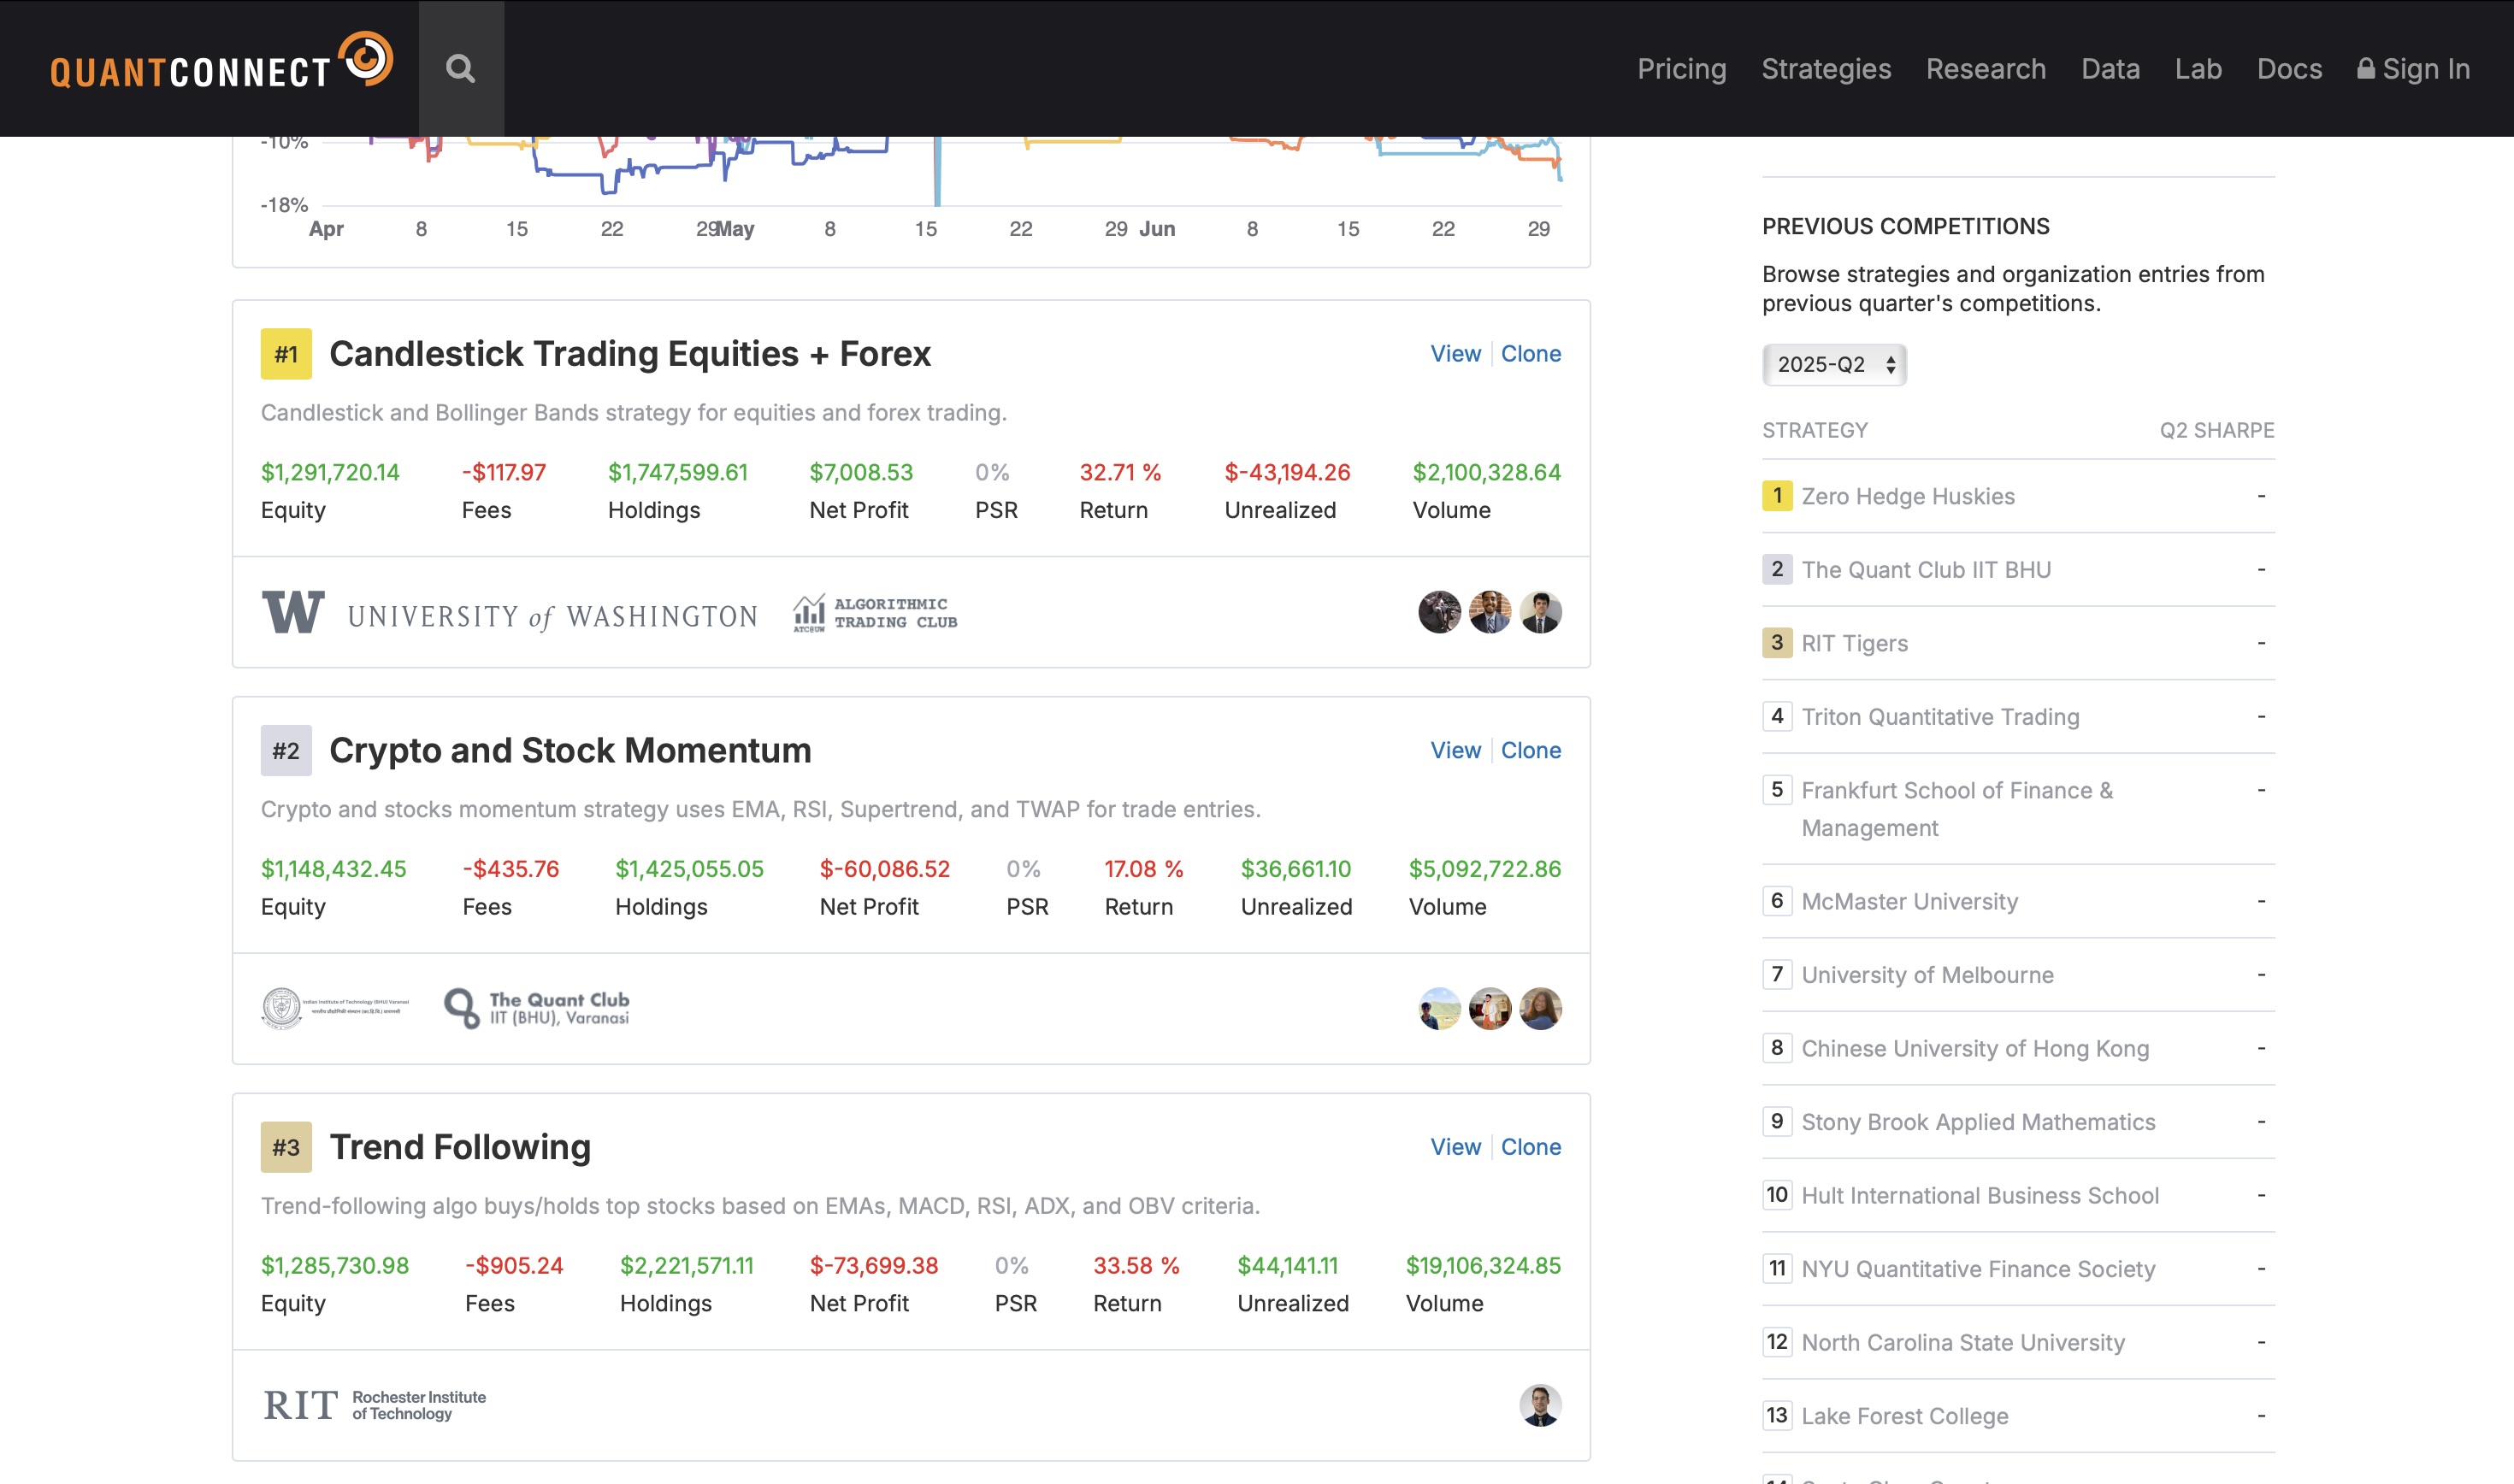 QUANTCONNECT
Pricing Strategies Research Data Lab Docs Sign In
-10%
-18%
Apr 8 15 22 29 May 8 15 22 29 Jun 8 15 22 29
#1 Candlestick Trading Equities + Forex View Clone
Candlestick and Bollinger Bands strategy for equities and forex trading.
$1,291,720.14 -$117.97 $1,747,599.61 $7,008.53 0% 32.71 % $-43,194.26 $2,100,328.64
Equity Fees Holdings Net Profit PSR Return Unrealized Volume
W UNIVERSITY of WASHINGTON
ATC@UW
ALGORITHMIC
TRADING CLUB
#2 Crypto and Stock Momentum View Clone
Crypto and stocks momentum strategy uses EMA, RSI, Supertrend, and TWAP for trade entries.
$1,148,432.45 -$435.76 $1,425,055.05 $-60,086.52 0% 17.08 % $36,661.10 $5,092,722.86
Equity Fees Holdings Net Profit PSR Return Unrealized Volume
Indian Institute of Technology (BHU) Varanasi
The Quant Club
IIT (BHU), Varanasi
#3 Trend Following View Clone
Trend-following algo buys/holds top stocks based on EMAs, MACD, RSI, ADX, and OBV criteria.
$1,285,730.98 -$905.24 $2,221,571.11 $-73,699.38 0% 33.58 % $44,141.11 $19,106,324.85
Equity Fees Holdings Net Profit PSR Return Unrealized Volume
RIT
Rochester Institute
of Technology
PREVIOUS COMPETITIONS
Browse strategies and organization entries from
previous quarter's competitions.
2025-Q2
STRATEGY Q2 SHARPE
1 Zero Hedge Huskies -
2 The Quant Club IIT BHU -
3 RIT Tigers -
4 Triton Quantitative Trading -
5 Frankfurt School of Finance & -
Management
6 McMaster University -
7 University of Melbourne -
8 Chinese University of Hong Kong -
9 Stony Brook Applied Mathematics -
10 Hult International Business School -
11 NYU Quantitative Finance Society -
12 North Carolina State University -
13 Lake Forest College -